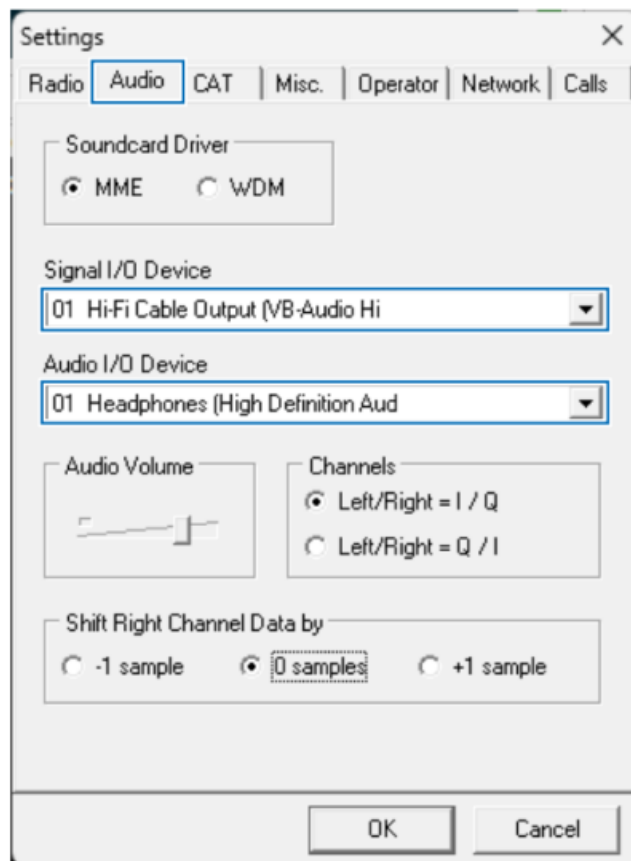 Settings
Radio Audio CAT Misc. Operator Network Calls
Soundcard Driver
MME WDM
Signal I/O Device
01 Hi-Fi Cable Output (VB-Audio Hi
Audio I/O Device
01 Headphones (High Definition Aud
Audio Volume Channels
Left/Right = I / Q
Left/Right = Q / I
Shift Right Channel Data by
-1 sample 0 samples +1 sample
OK Cancel